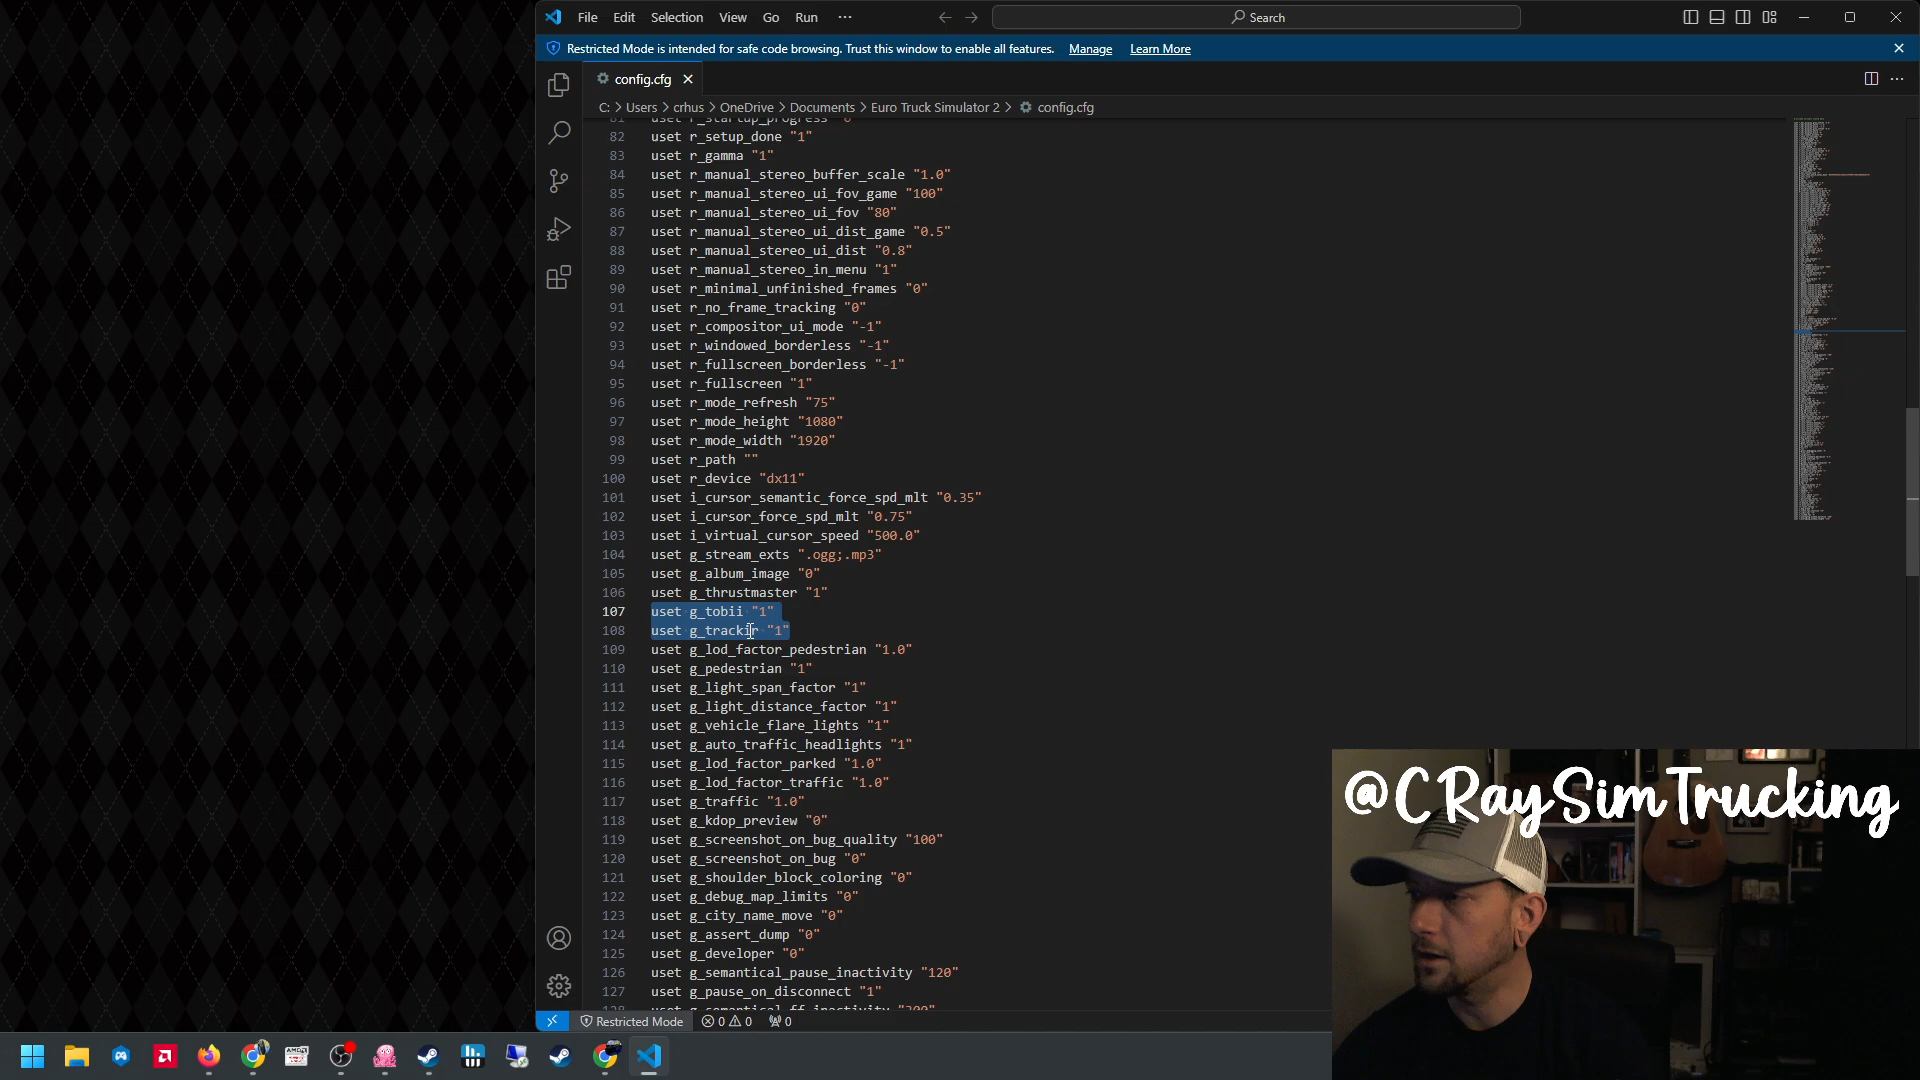 File Edit Selection View Go Run ···
Search
Restricted Mode is intended for safe code browsing. Trust this window to enable all features. Manage Learn More
config.cfg
C: > Users > crhus > OneDrive > Documents > Euro Truck Simulator 2 > config.cfg
81 uset r_startup_progress "0"
82 uset r_setup_done "1"
83 uset r_gamma "1"
84 uset r_manual_stereo_buffer_scale "1.0"
85 uset r_manual_stereo_ui_fov_game "100"
86 uset r_manual_stereo_ui_fov "80"
87 uset r_manual_stereo_ui_dist_game "0.5"
88 uset r_manual_stereo_ui_dist "0.8"
89 uset r_manual_stereo_in_menu "1"
90 uset r_minimal_unfinished_frames "0"
91 uset r_no_frame_tracking "0"
92 uset r_compositor_ui_mode "-1"
93 uset r_windowed_borderless "-1"
94 uset r_fullscreen_borderless "-1"
95 uset r_fullscreen "1"
96 uset r_mode_refresh "75"
97 uset r_mode_height "1080"
98 uset r_mode_width "1920"
99 uset r_path ""
100 uset r_device "dx11"
101 uset i_cursor_semantic_force_spd_mlt "0.35"
102 uset i_cursor_force_spd_mlt "0.75"
103 uset i_virtual_cursor_speed "500.0"
104 uset g_stream_exts ".ogg;.mp3"
105 uset g_album_image "0"
106 uset g_thrustmaster "1"
107 uset g_tobii "1"
108 uset g_trackir "1"
109 uset g_lod_factor_pedestrian "1.0"
110 uset g_pedestrian "1"
111 uset g_light_span_factor "1"
112 uset g_light_distance_factor "1"
113 uset g_vehicle_flare_lights "1"
114 uset g_auto_traffic_headlights "1"
115 uset g_lod_factor_parked "1.0"
116 uset g_lod_factor_traffic "1.0"
117 uset g_traffic "1.0"
118 uset g_kdop_preview "0"
119 uset g_screenshot_on_bug_quality "100"
120 uset g_screenshot_on_bug "0"
121 uset g_shoulder_block_coloring "0"
122 uset g_debug_map_limits "0"
123 uset g_city_name_move "0"
124 uset g_assert_dump "0"
125 uset g_developer "0"
126 uset g_semantical_pause_inactivity "120"
127 uset g_pause_on_disconnect "1"
@CRaySimTrucking
Restricted Mode 0 0 0
AMD